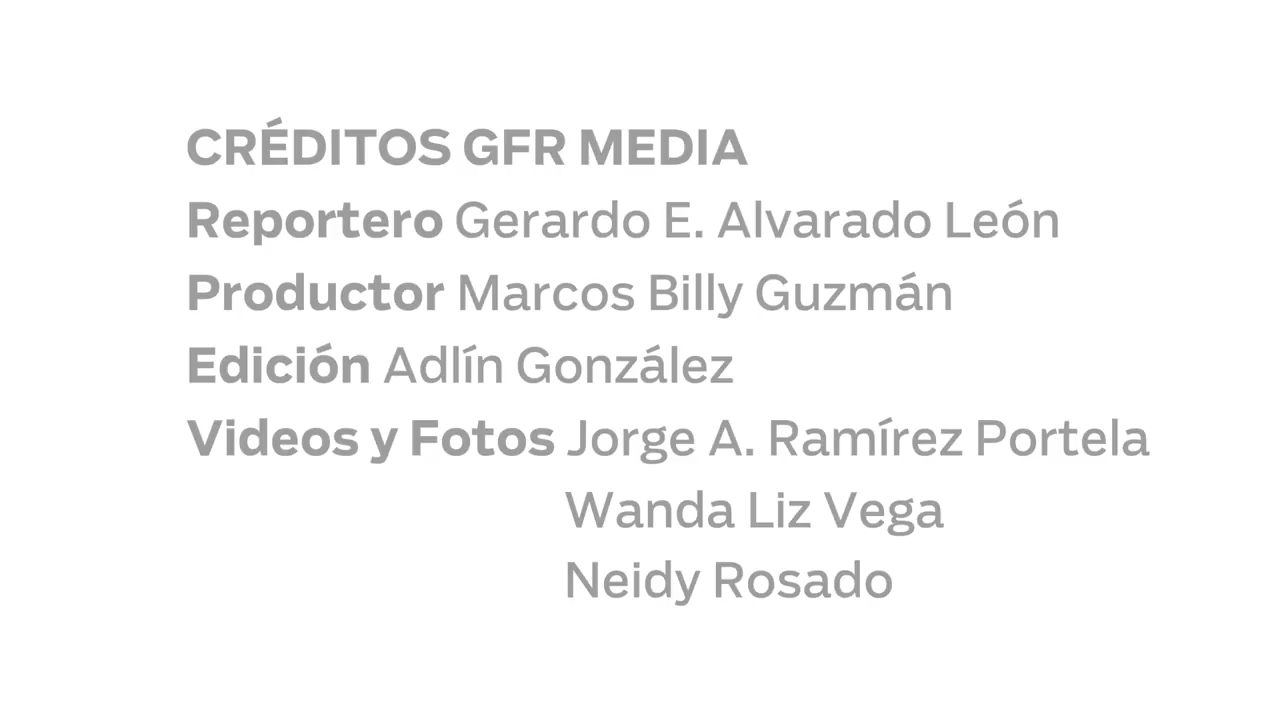 CRÉDITOS GFR MEDIA
Reportero Gerardo E. Alvarado León
Productor Marcos Billy Guzmán
Edición Adlín González
Videos y Fotos Jorge A. Ramírez Portela
Wanda Liz Vega
Neidy Rosado